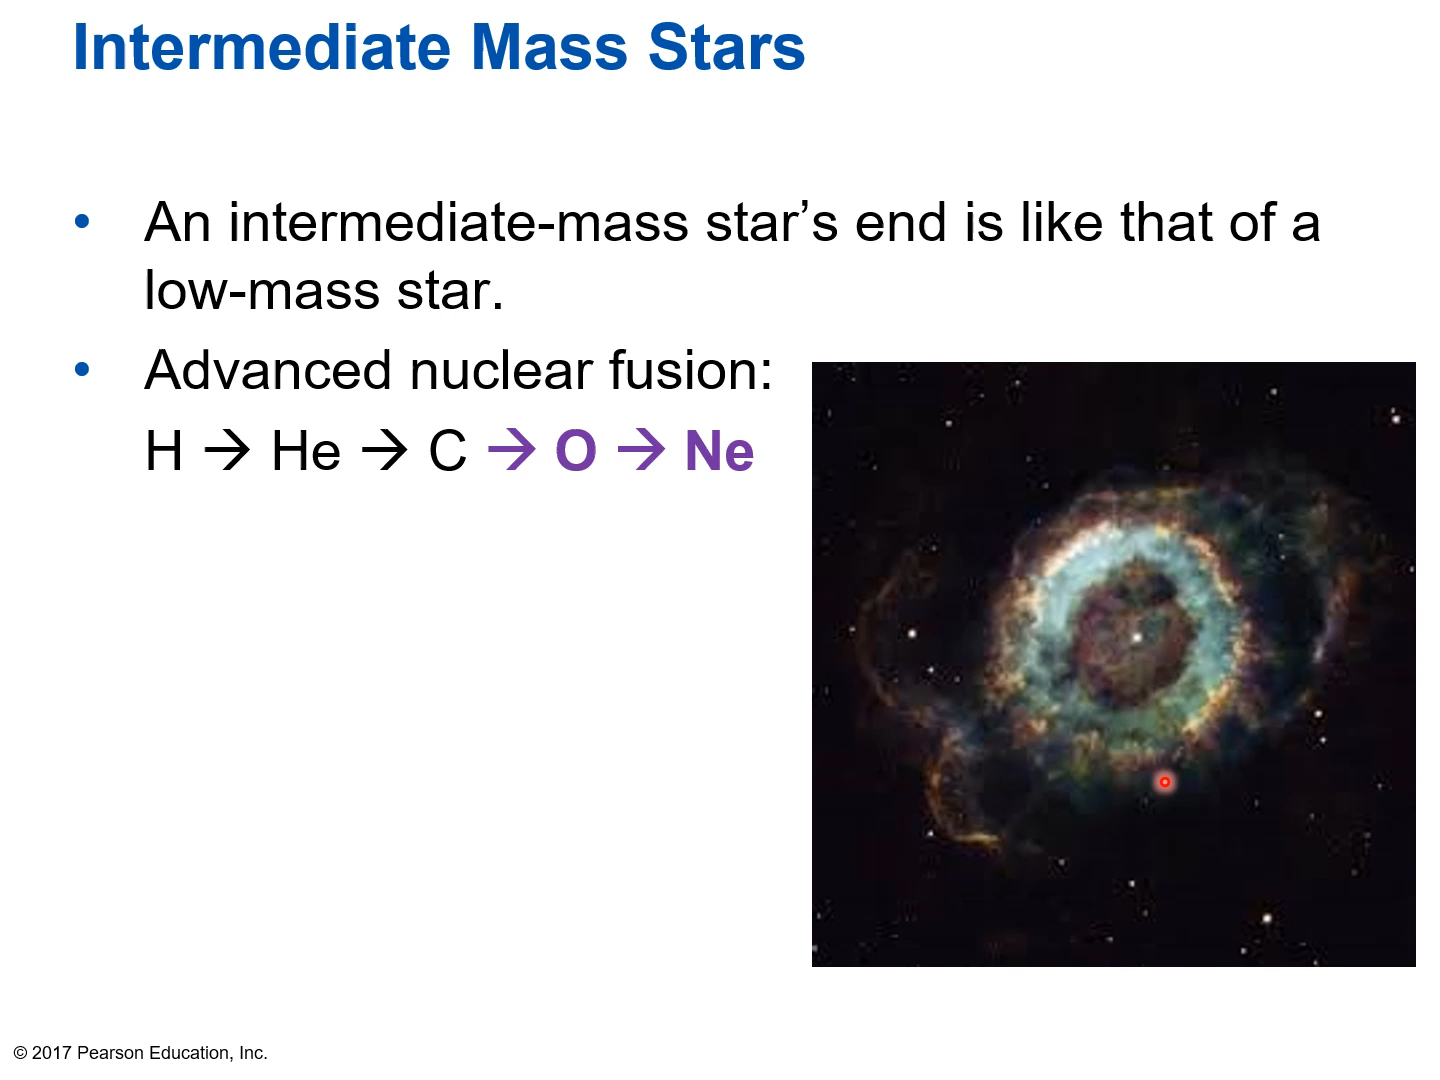 Intermediate Mass Stars
• An intermediate-mass star’s end is like that of a
low-mass star.
• Advanced nuclear fusion:
H → He → C → O → Ne
© 2017 Pearson Education, Inc.